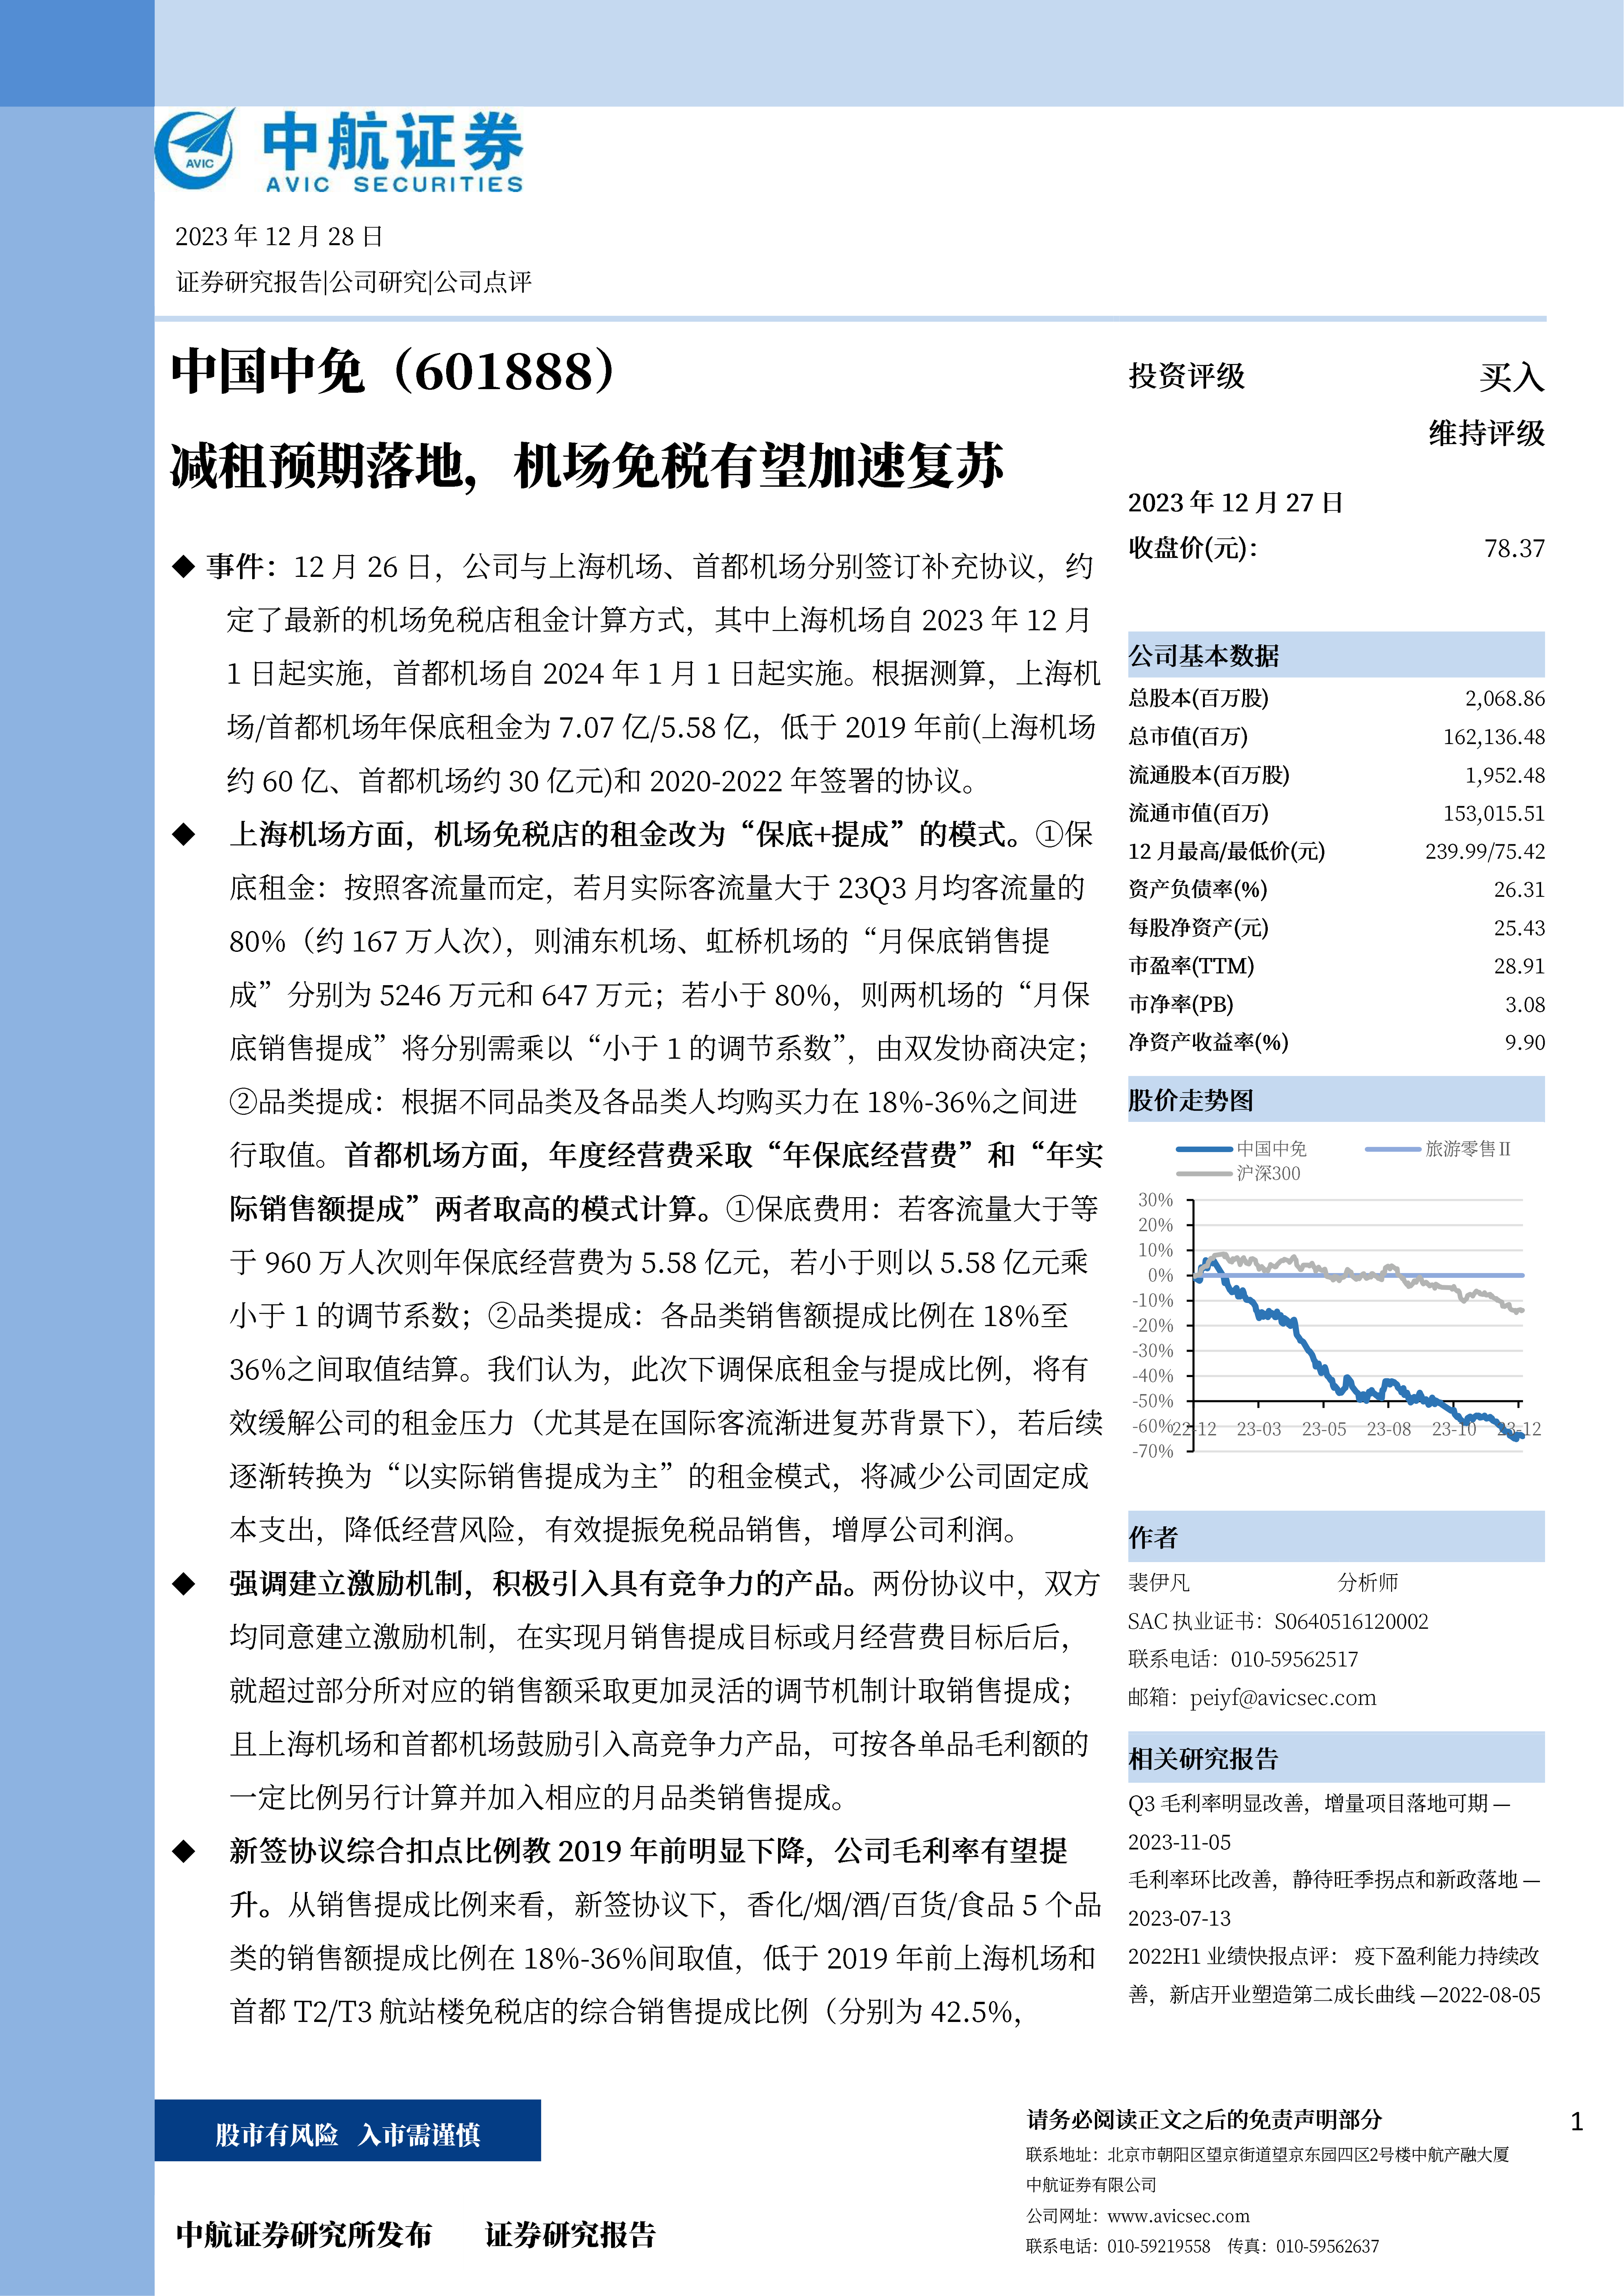 AVIC
中航证券
AVIC SECURITIES
2023 年 12 月 28 日
证券研究报告|公司研究|公司点评
中国中免（601888）
减租预期落地，机场免税有望加速复苏
◆ 事件：12 月 26 日，公司与上海机场、首都机场分别签订补充协议，约
定了最新的机场免税店租金计算方式，其中上海机场自 2023 年 12 月
1 日起实施，首都机场自 2024 年 1 月 1 日起实施。根据测算，上海机
场/首都机场年保底租金为 7.07 亿/5.58 亿，低于 2019 年前(上海机场
约 60 亿、首都机场约 30 亿元)和 2020-2022 年签署的协议。
◆ 上海机场方面，机场免税店的租金改为“保底+提成”的模式。①保
底租金：按照客流量而定，若月实际客流量大于 23Q3 月均客流量的
80%（约 167 万人次），则浦东机场、虹桥机场的“月保底销售提
成”分别为 5246 万元和 647 万元；若小于 80%，则两机场的“月保
底销售提成”将分别需乘以“小于 1 的调节系数”，由双发协商决定；
②品类提成：根据不同品类及各品类人均购买力在 18%-36%之间进
行取值。首都机场方面，年度经营费采取“年保底经营费”和“年实
际销售额提成”两者取高的模式计算。①保底费用：若客流量大于等
于 960 万人次则年保底经营费为 5.58 亿元，若小于则以 5.58 亿元乘
小于 1 的调节系数；②品类提成：各品类销售额提成比例在 18%至
36%之间取值结算。我们认为，此次下调保底租金与提成比例，将有
效缓解公司的租金压力（尤其是在国际客流渐进复苏背景下），若后续
逐渐转换为“以实际销售提成为主”的租金模式，将减少公司固定成
本支出，降低经营风险，有效提振免税品销售，增厚公司利润。
◆ 强调建立激励机制，积极引入具有竞争力的产品。两份协议中，双方
均同意建立激励机制，在实现月销售提成目标或月经营费目标后后，
就超过部分所对应的销售额采取更加灵活的调节机制计取销售提成；
且上海机场和首都机场鼓励引入高竞争力产品，可按各单品毛利额的
一定比例另行计算并加入相应的月品类销售提成。
◆ 新签协议综合扣点比例教 2019 年前明显下降，公司毛利率有望提
升。从销售提成比例来看，新签协议下，香化/烟/酒/百货/食品 5 个品
类的销售额提成比例在 18%-36%间取值，低于 2019 年前上海机场和
首都 T2/T3 航站楼免税店的综合销售提成比例（分别为 42.5%，
投资评级 买入
维持评级
2023 年 12 月 27 日
收盘价(元)： 78.37
公司基本数据
总股本(百万股) 2,068.86
总市值(百万) 162,136.48
流通股本(百万股) 1,952.48
流通市值(百万) 153,015.51
12 月最高/最低价(元) 239.99/75.42
资产负债率(%) 26.31
每股净资产(元) 25.43
市盈率(TTM) 28.91
市净率(PB) 3.08
净资产收益率(%) 9.90
股价走势图
中国中免 旅游零售Ⅱ
沪深300
30%
20%
10%
0%
-10%
-20%
-30%
-40%
-50%
-60%
-70%
22-12 23-03 23-05 23-08 23-10 23-12
作者
裴伊凡 分析师
SAC 执业证书：S0640516120002
联系电话：010-59562517
邮箱：peiyf@avicsec.com
相关研究报告
Q3 毛利率明显改善，增量项目落地可期 —
2023-11-05
毛利率环比改善，静待旺季拐点和新政落地 —
2023-07-13
2022H1 业绩快报点评： 疫下盈利能力持续改
善，新店开业塑造第二成长曲线 —2022-08-05
股市有风险 入市需谨慎
中航证券研究所发布 证券研究报告
请务必阅读正文之后的免责声明部分
联系地址：北京市朝阳区望京街道望京东园四区2号楼中航产融大厦
中航证券有限公司
公司网址：www.avicsec.com
联系电话：010-59219558 传真：010-59562637
1